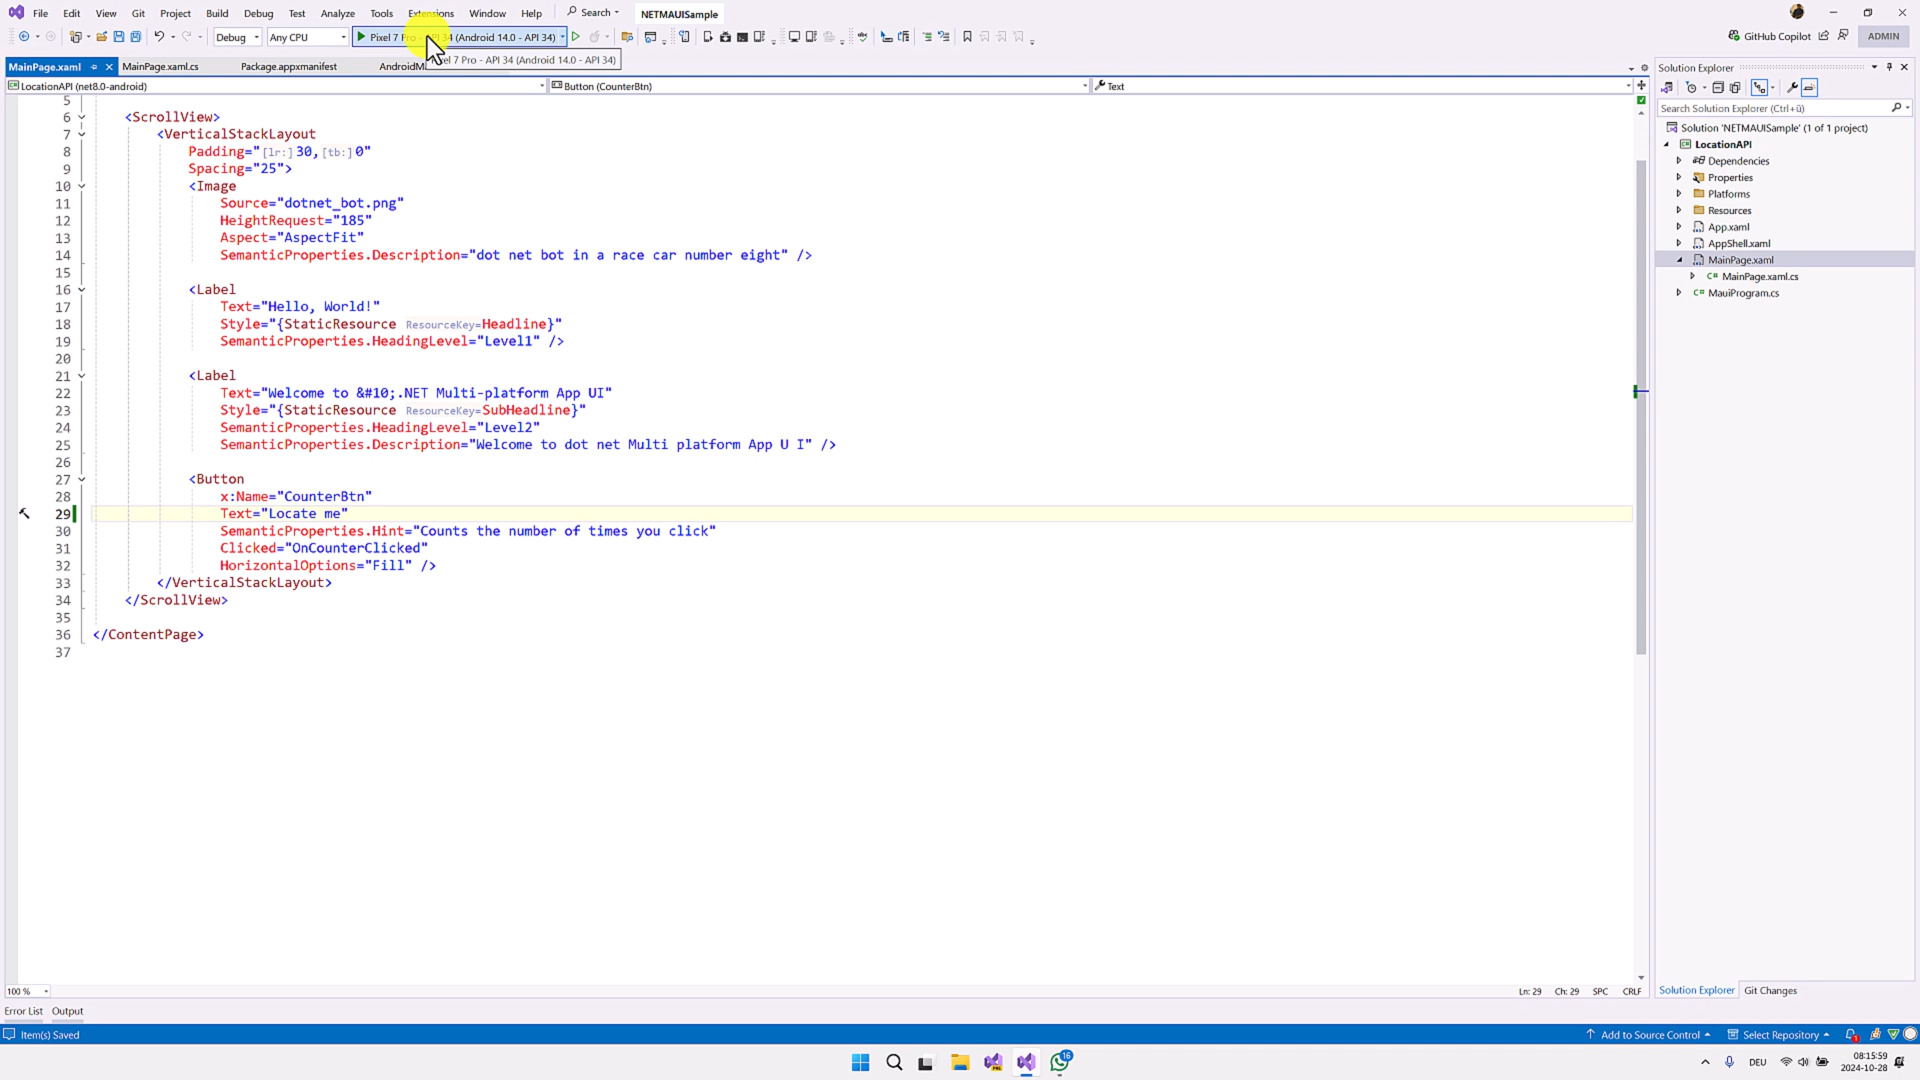 File Edit View Git Project Build Debug Test Analyze Tools Extensions Window Help Search NETMAUISample
Debug Any CPU Pixel 7 Pro - API 34 (Android 14.0 - API 34) GitHub Copilot ADMIN
MainPage.xaml MainPage.xaml.cs Package.appxmanifest 7 Pro - API 34 (Android 14.0 - API 34) Solution Explorer
LocationAPI (net8.0-android) Button (CounterBtn) Text
Search Solution Explorer (Ctrl+ü)
Solution 'NETMAUISample' (1 of 1 project)
LocationAPI
Dependencies
Properties
Platforms
Resources
App.xaml
AppShell.xaml
MainPage.xaml
MainPage.xaml.cs
MauiProgram.cs
5
6 <ScrollView>
7 <VerticalStackLayout
8 Padding="[lr:]30,[tb:]0"
9 Spacing="25">
10 <Image
11 Source="dotnet_bot.png"
12 HeightRequest="185"
13 Aspect="AspectFit"
14 SemanticProperties.Description="dot net bot in a race car number eight" />
15
16 <Label
17 Text="Hello, World!"
18 Style="{StaticResource ResourceKey=Headline}"
19 SemanticProperties.HeadingLevel="Level1" />
20
21 <Label
22 Text="Welcome to &#10;.NET Multi-platform App UI"
23 Style="{StaticResource ResourceKey=SubHeadline}"
24 SemanticProperties.HeadingLevel="Level2"
25 SemanticProperties.Description="Welcome to dot net Multi platform App U I" />
26
27 <Button
28 x:Name="CounterBtn"
29 Text="Locate me"
30 SemanticProperties.Hint="Counts the number of times you click"
31 Clicked="OnCounterClicked"
32 HorizontalOptions="Fill" />
33 </VerticalStackLayout>
34 </ScrollView>
35
36 </ContentPage>
37
100 % Ln: 29 Ch: 29 SPC CRLF Solution Explorer Git Changes
Error List Output
Item(s) Saved Add to Source Control Select Repository 1
16 DEU 08:15:59
2024-10-28